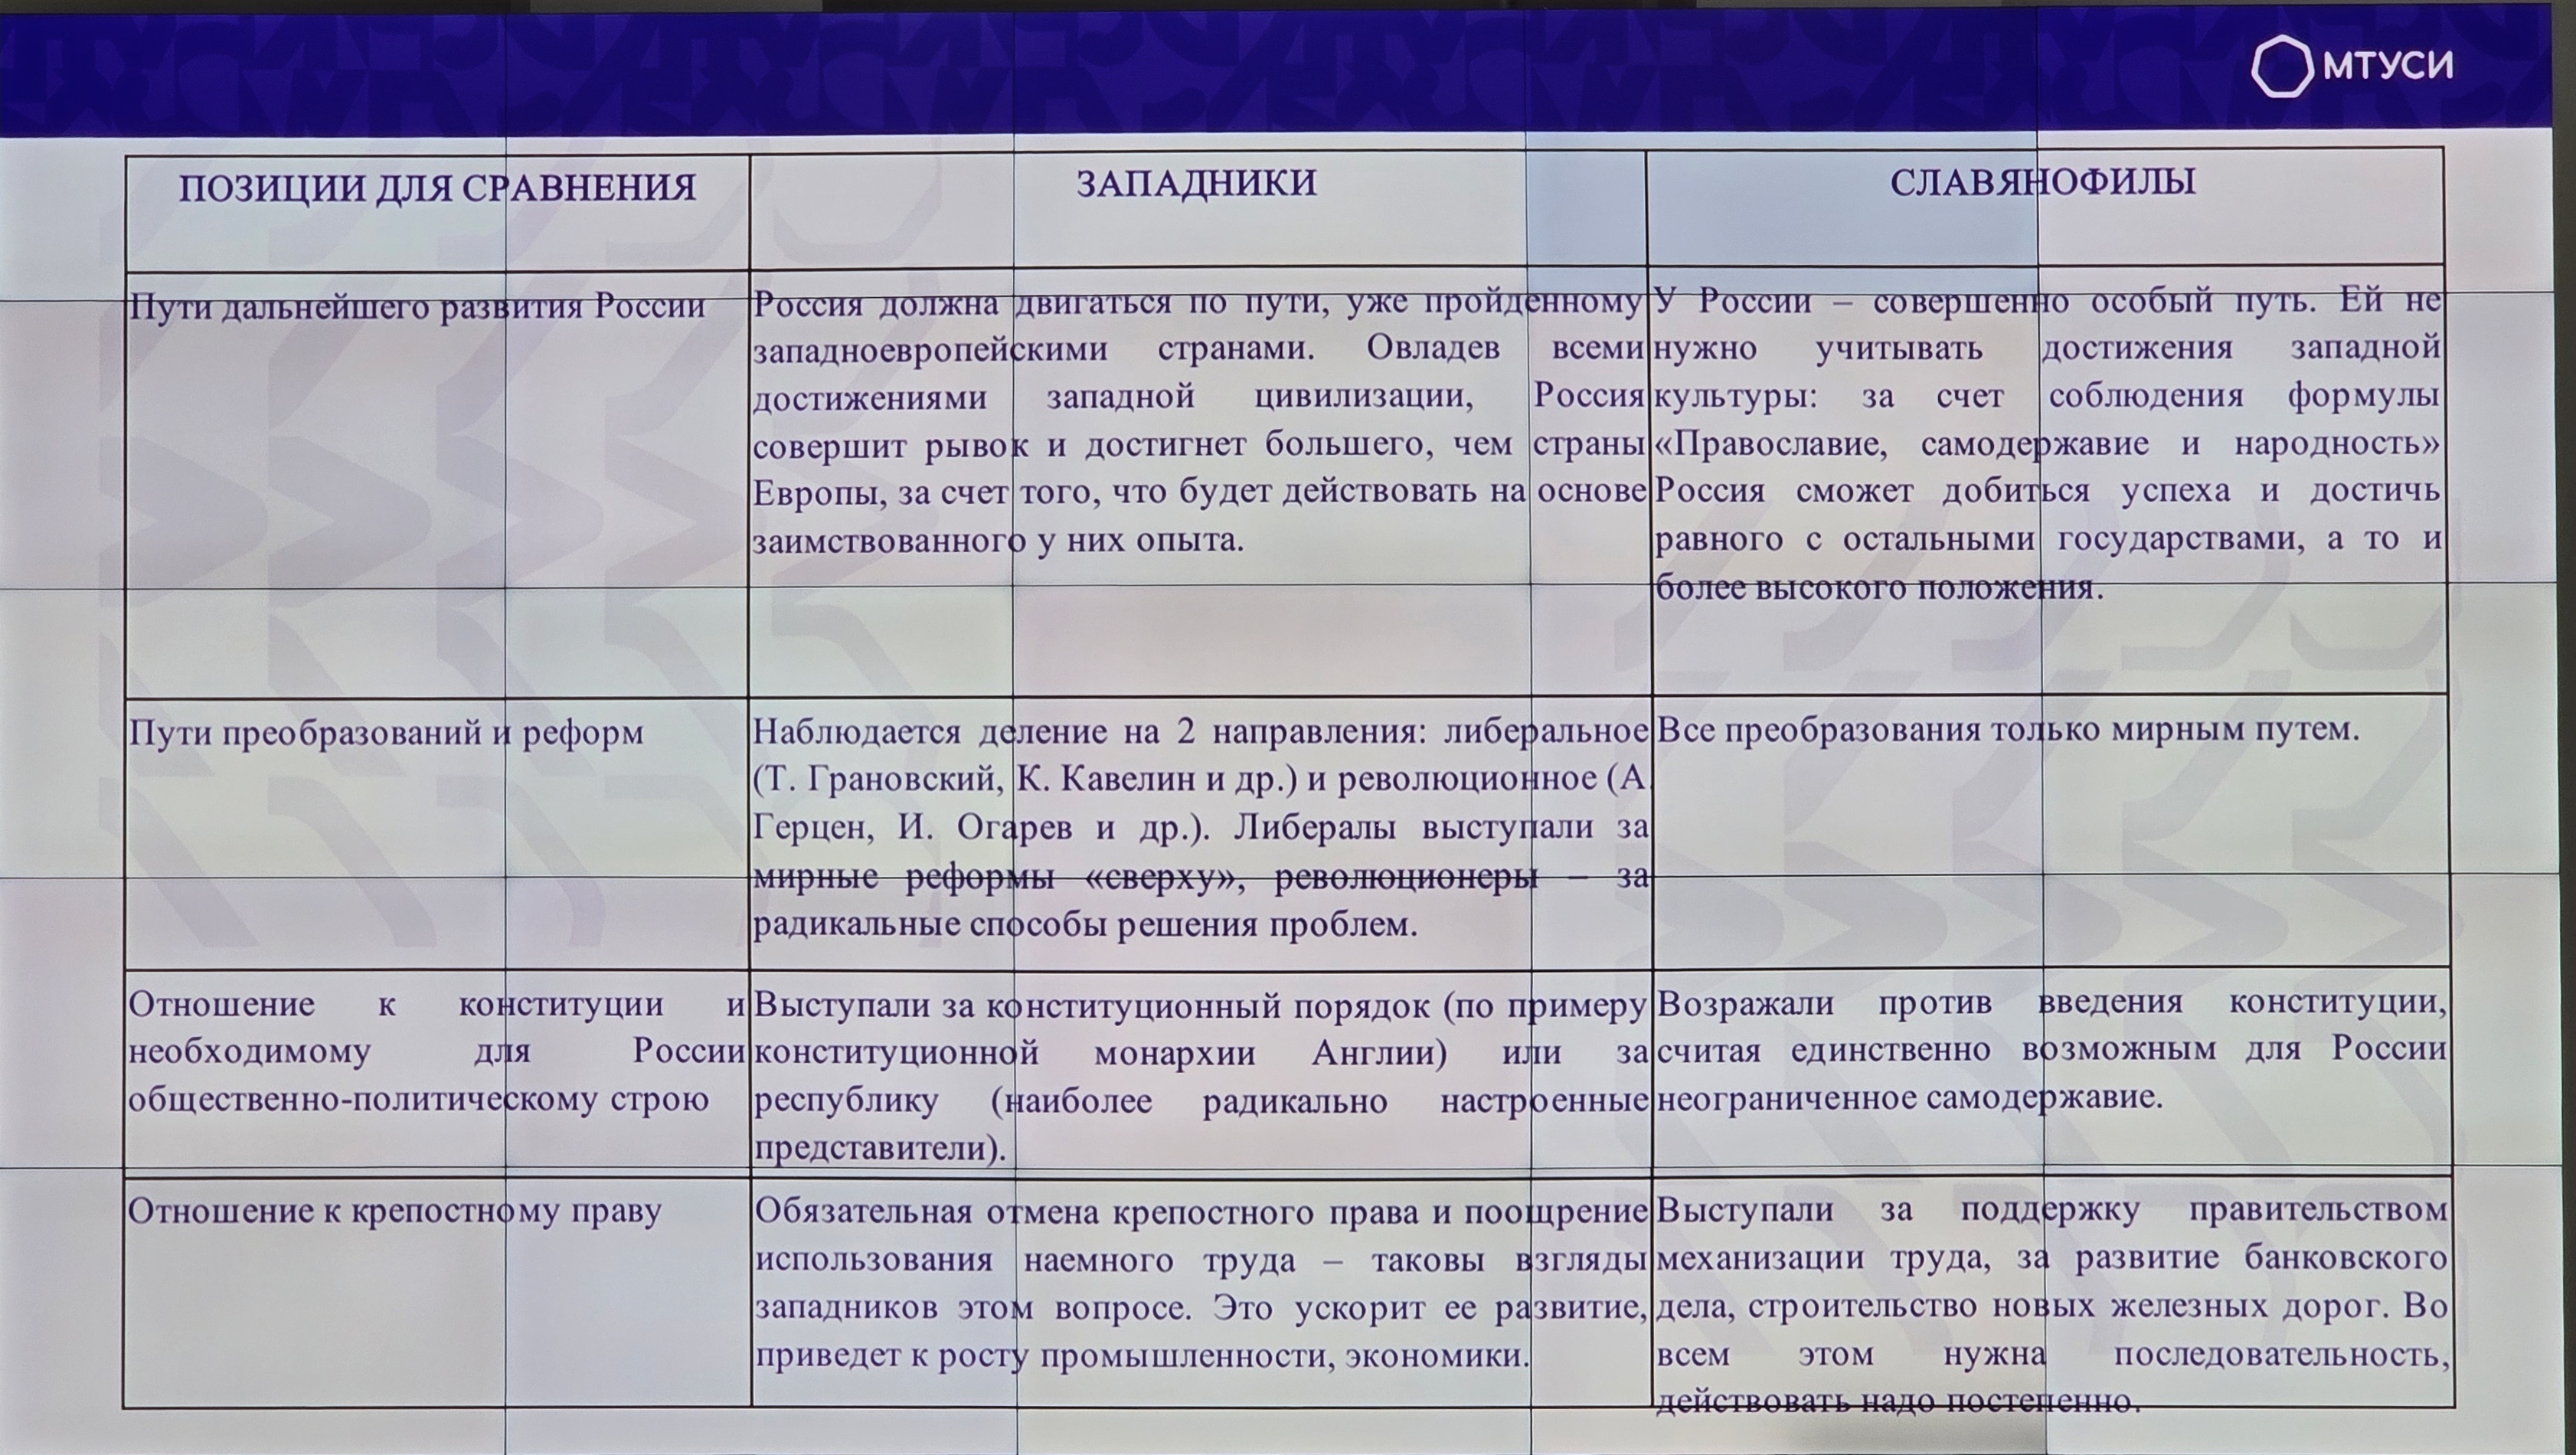 МТУСИ
ПОЗИЦИИ ДЛЯ СРАВНЕНИЯ
ЗАПАДНИКИ
СЛАВЯНОФИЛЫ
Пути дальнейшего развития России
Россия должна двигаться по пути, уже пройденному
западноевропейскими странами. Овладев всеми
достижениями западной цивилизации, Россия
совершит рывок и достигнет большего, чем страны
Европы, за счет того, что будет действовать на основе
заимствованного у них опыта.
У России – совершенно особый путь. Ей не
нужно учитывать достижения западной
культуры: за счет соблюдения формулы
«Православие, самодержавие и народность»
Россия сможет добиться успеха и достичь
равного с остальными государствами, а то и
более высокого положения.
Пути преобразований и реформ
Наблюдается деление на 2 направления: либеральное
(Т. Грановский, К. Кавелин и др.) и революционное (А.
Герцен, И. Огарев и др.). Либералы выступали за
мирные реформы «сверху», революционеры – за
радикальные способы решения проблем.
Все преобразования только мирным путем.
Отношение к конституции и
необходимому для России
общественно-политическому строю
Выступали за конституционный порядок (по примеру
конституционной монархии Англии) или за
республику (наиболее радикально настроенные
представители).
Возражали против введения конституции,
считая единственно возможным для России
неограниченное самодержавие.
Отношение к крепостному праву
Обязательная отмена крепостного права и поощрение
использования наемного труда – таковы взгляды
западников этом вопросе. Это ускорит ее развитие,
приведет к росту промышленности, экономики.
Выступали за поддержку правительством
механизации труда, за развитие банковского
дела, строительство новых железных дорог. Во
всем этом нужна последовательность,
действовать надо постепенно.